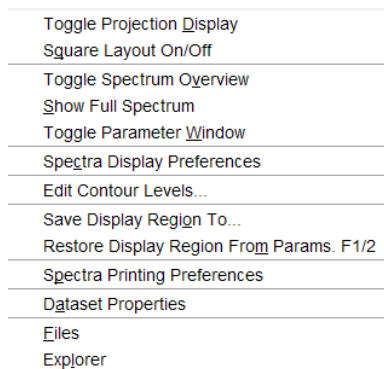 Toggle Projection Display
Square Layout On/Off
Toggle Spectrum Overview
Show Full Spectrum
Toggle Parameter Window
Spectra Display Preferences
Edit Contour Levels...
Save Display Region To...
Restore Display Region From Params. F1/2
Spectra Printing Preferences
Dataset Properties
Files
Explorer